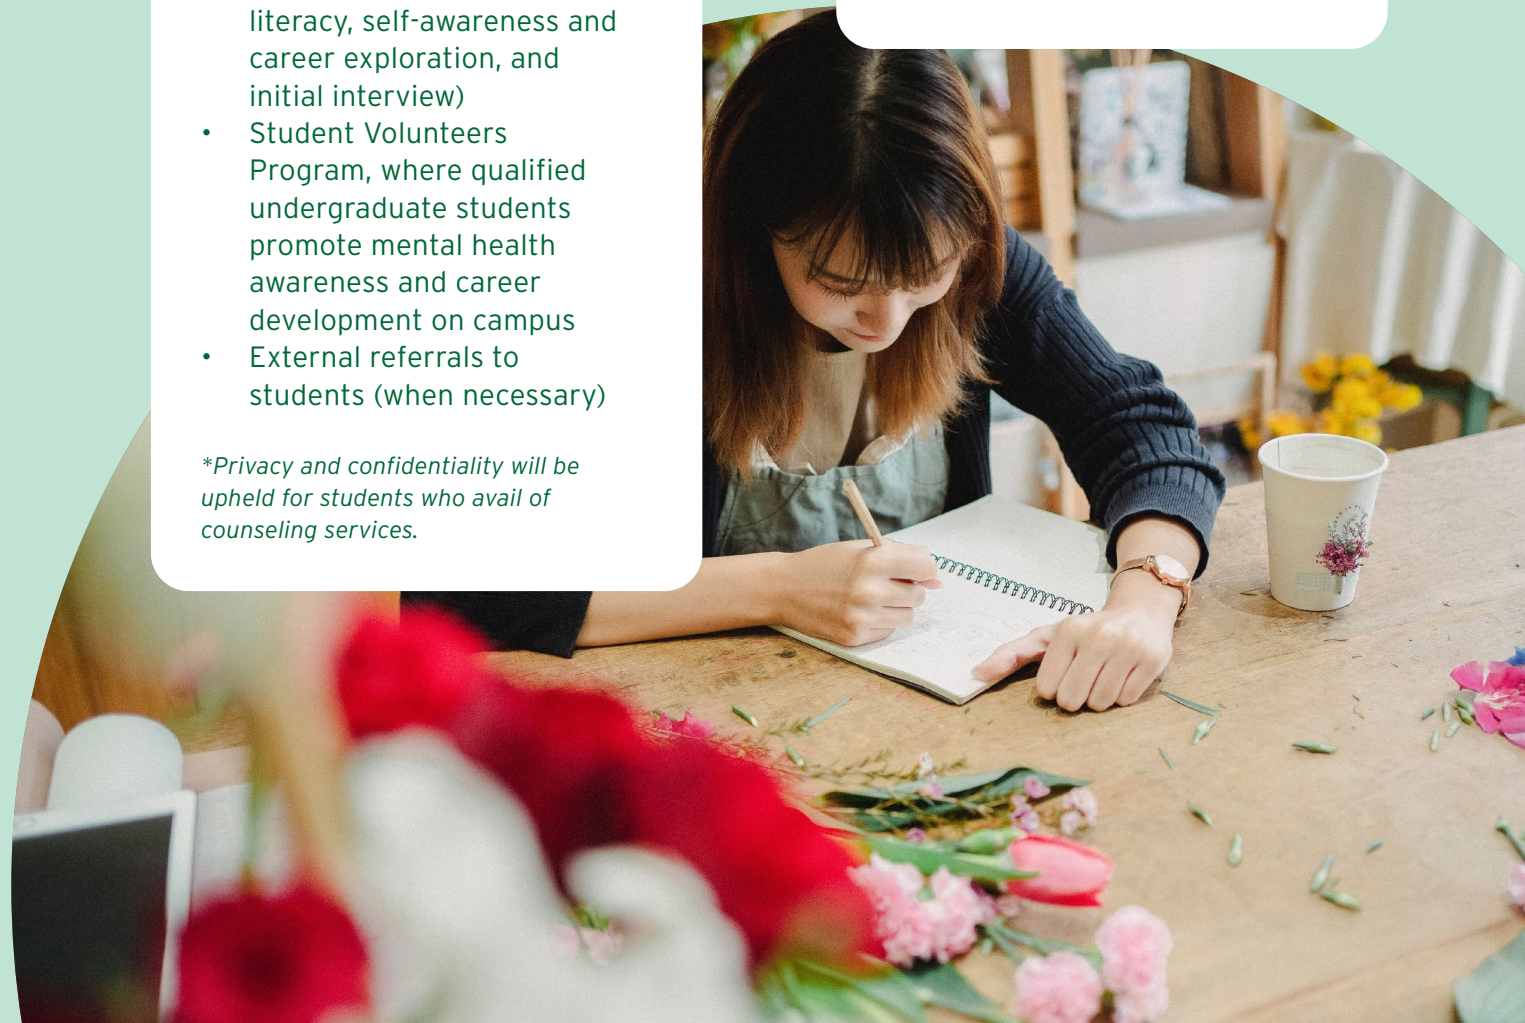 literacy, self-awareness and
career exploration, and
initial interview)
• Student Volunteers
Program, where qualified
undergraduate students
promote mental health
awareness and career
development on campus
• External referrals to
students (when necessary)
*Privacy and confidentiality will be
upheld for students who avail of
counseling services.